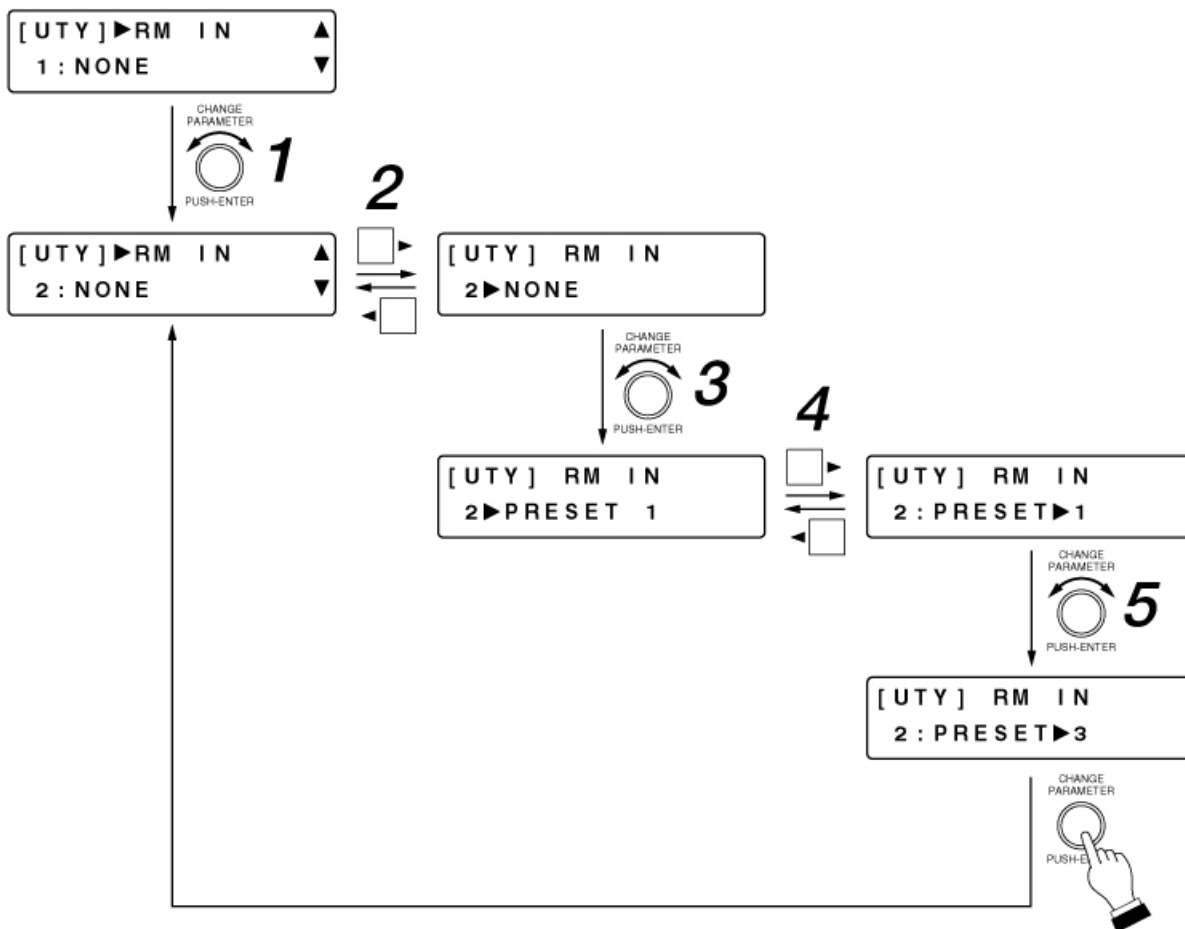 [UTY]▶RM IN ▲
1:NONE ▼
CHANGE
PARAMETER
1
PUSH-ENTER
2
[UTY]▶RM IN ▲
2:NONE ▼
[UTY] RM IN
2▶NONE
CHANGE
PARAMETER
3
PUSH-ENTER
4
[UTY] RM IN
2▶PRESET 1
[UTY] RM IN
2:PRESET▶1
CHANGE
PARAMETER
5
PUSH-ENTER
[UTY] RM IN
2:PRESET▶3
CHANGE
PARAMETER
PUSH-E